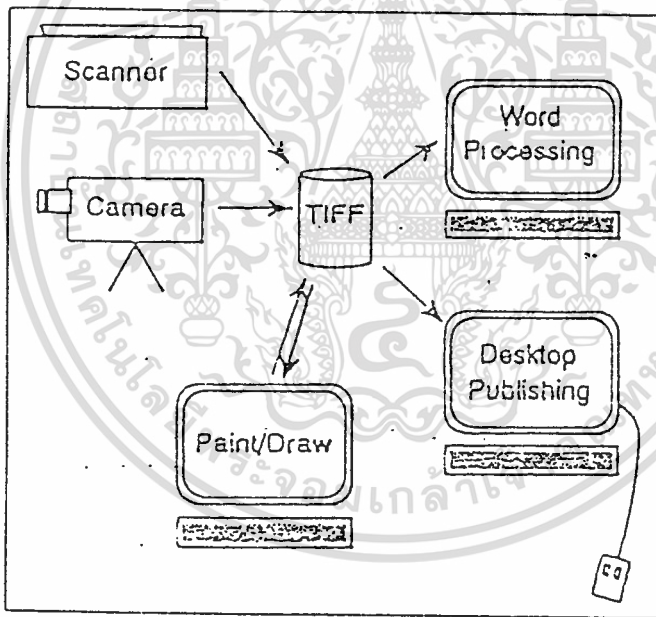 Scanner
Camera
TIFF
Word
Processing
Desktop
Publishing
Paint/Draw